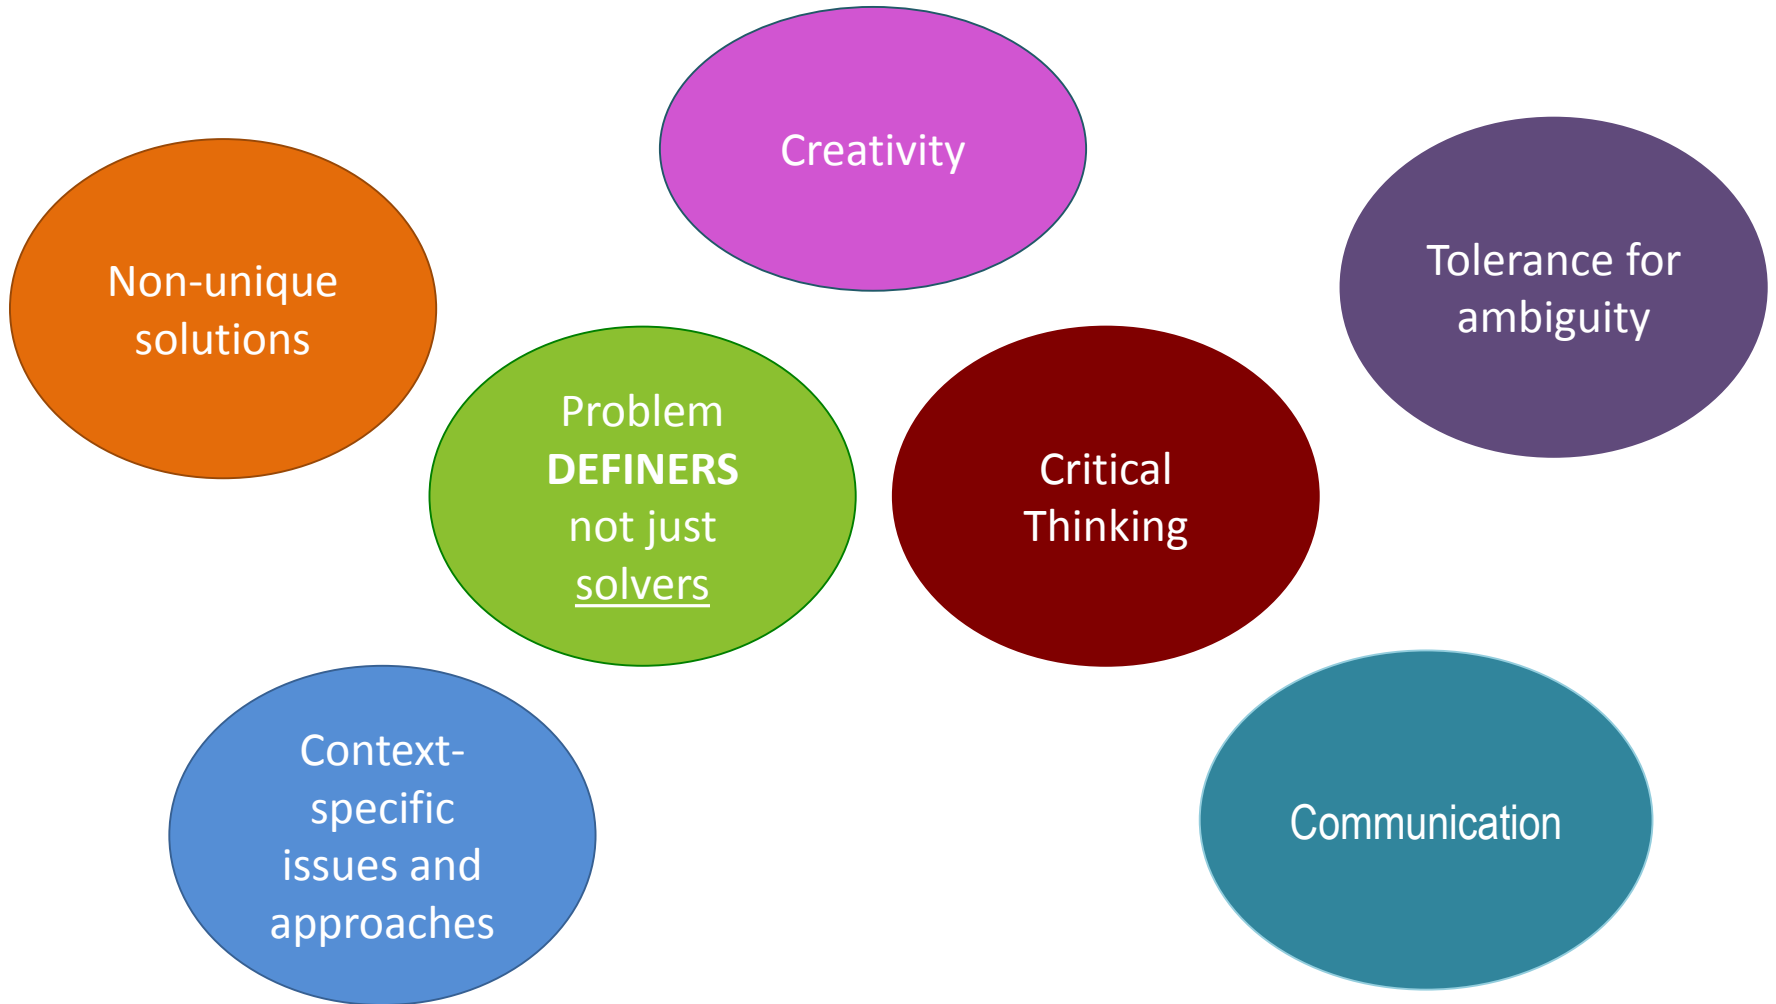 Creativity
Non-unique
solutions
Tolerance for
ambiguity
Problem
DEFINERS
not just
solvers
Critical
Thinking
Context-
specific
issues and
approaches
Communication